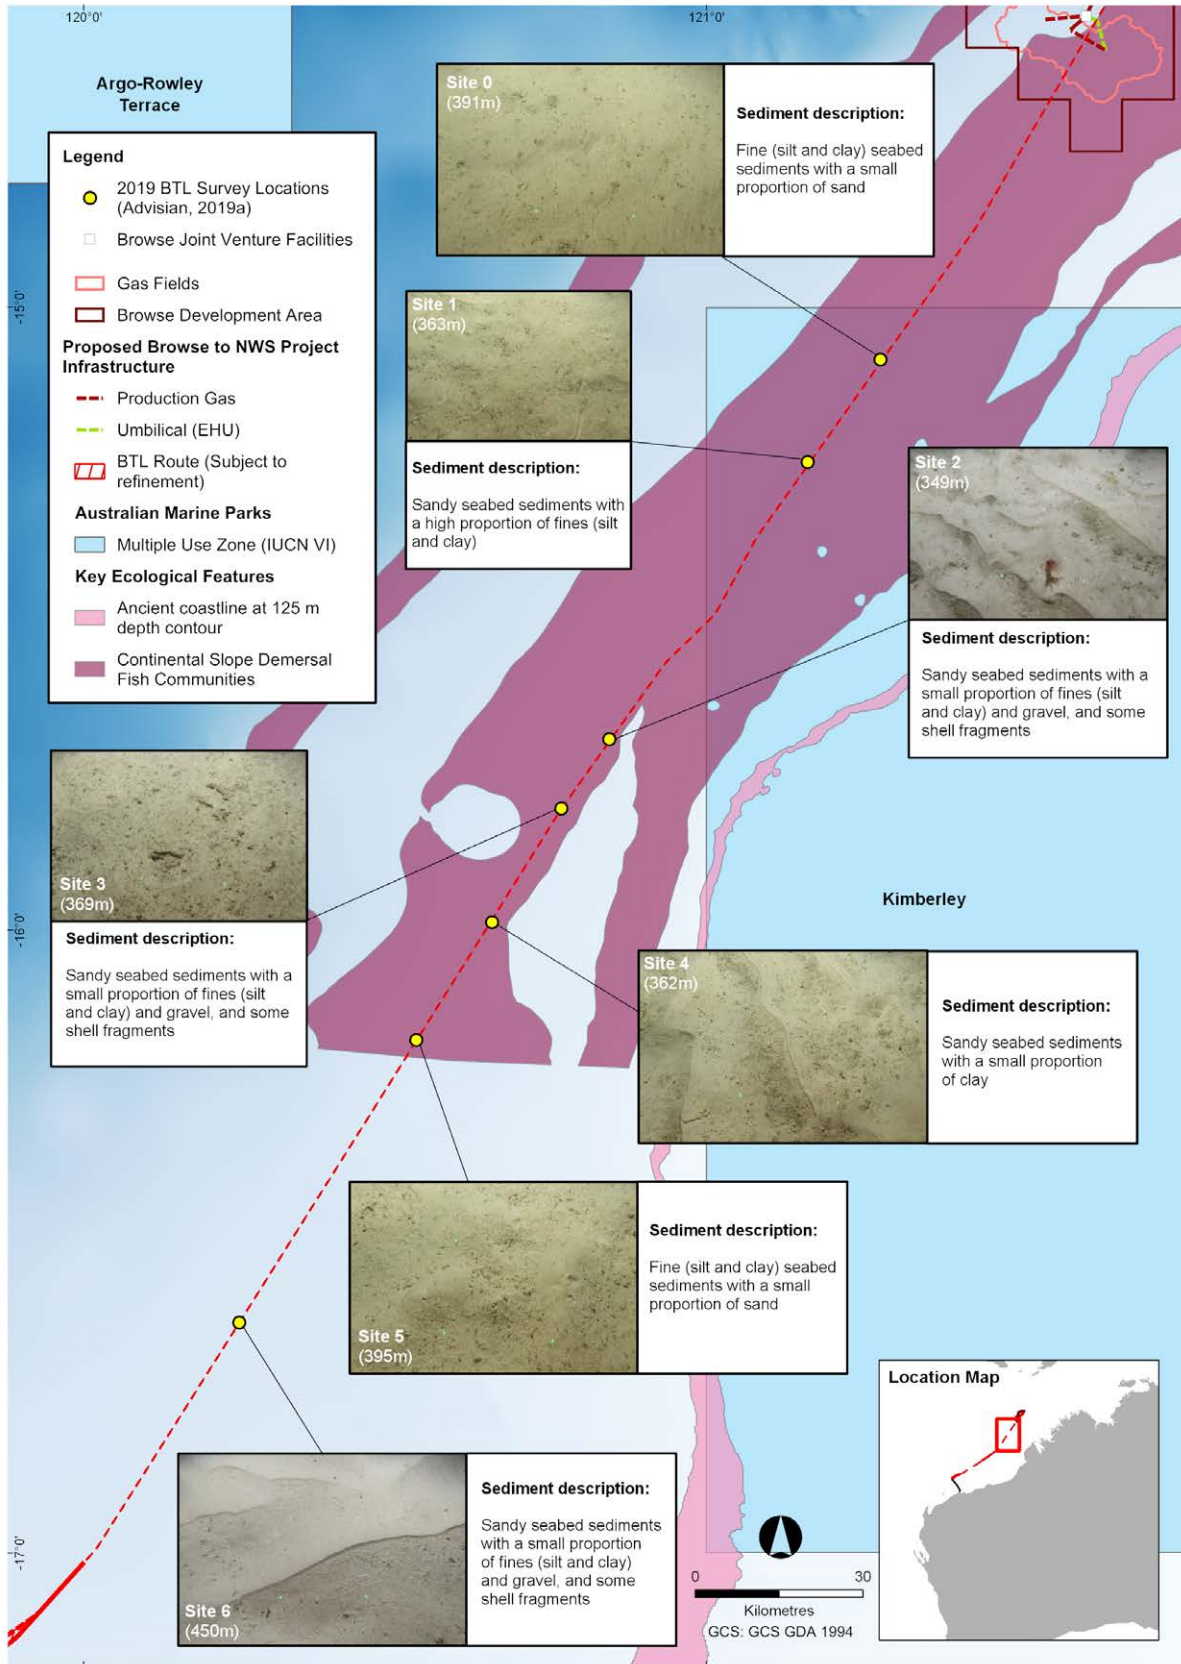 120°0'
121°0'
Argo-Rowley
Terrace
Legend
2019 BTL Survey Locations
(Advisian, 2019a)
Browse Joint Venture Facilities
Gas Fields
Browse Development Area
Proposed Browse to NWS Project
Infrastructure
Production Gas
Umbilical (EHU)
BTL Route (Subject to
refinement)
Australian Marine Parks
Multiple Use Zone (IUCN VI)
Key Ecological Features
Ancient coastline at 125 m
depth contour
Continental Slope Demersal
Fish Communities
Site 0
(391m)
Sediment description:
Fine (silt and clay) seabed
sediments with a small
proportion of sand
-15°0'
Site 1
(363m)
Sediment description:
Sandy seabed sediments with
a high proportion of fines (silt
and clay)
Site 2
(349m)
Sediment description:
Sandy seabed sediments with a
small proportion of fines (silt
and clay) and gravel, and some
shell fragments
Site 3
(369m)
Sediment description:
Sandy seabed sediments with a
small proportion of fines (silt
and clay) and gravel, and some
shell fragments
Kimberley
-16°0'
Site 4
(362m)
Sediment description:
Sandy seabed sediments
with a small proportion
of clay
Site 5
(395m)
Sediment description:
Fine (silt and clay) seabed
sediments with a small
proportion of sand
Site 6
(450m)
Sediment description:
Sandy seabed sediments
with a small proportion
of fines (silt and clay)
and gravel, and some
shell fragments
-17°0'
0 30
Kilometres
GCS: GCS GDA 1994
Location Map